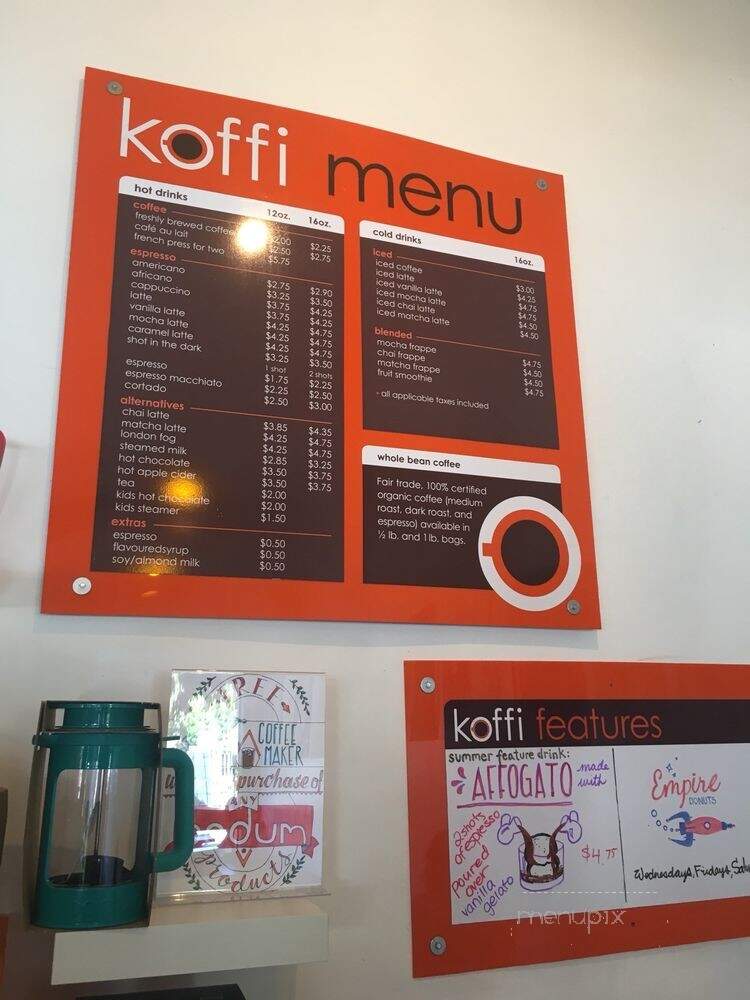 koffi menu
hot drinks 12oz. 16oz.
coffee
freshly brewed coffee $2.00 $2.25
café au lait $2.50 $2.75
french press for two $5.75
espresso
americano $2.75 $2.90
africano $3.25 $3.50
cappuccino $3.75 $4.25
latte $3.75 $4.25
vanilla latte $4.25 $4.75
mocha latte $4.25 $4.75
caramel latte $4.25 $4.75
shot in the dark $3.25 $3.50
1 shot 2 shots
espresso $1.75 $2.25
espresso macchiato $2.25 $2.50
cortado $2.50 $3.00
alternatives
chai latte $3.85 $4.35
matcha latte $4.25 $4.75
london fog $4.25 $4.75
steamed milk $2.85 $3.25
hot chocolate $3.50 $3.75
hot apple cider $3.50 $3.75
tea $2.00
kids hot chocolate $2.00
kids steamer $1.50
extras
espresso $0.50
flavouredsyrup $0.50
soy/almond milk $0.50
cold drinks 16oz.
iced
iced coffee $3.00
iced latte $4.25
iced vanilla latte $4.75
iced mocha latte $4.75
iced chai latte $4.50
iced matcha latte $4.50
blended
mocha frappe $4.75
chai frappe $4.50
matcha frappe $4.50
fruit smoothie $4.75
* all applicable taxes included
whole bean coffee
Fair trade, 100% certified
organic coffee (medium
roast, dark roast, and
espresso) available in
½ lb. and 1lb. bags.
FREE
COFFEE
MAKER
purchase of
ANY
products
koffi features
summer feature drink:
AFFOGATO made
with
2 shots
of espresso
poured
over
vanilla
gelato
$4.75
Empire
DONUTS
Wednesdays, Fridays,
menupix